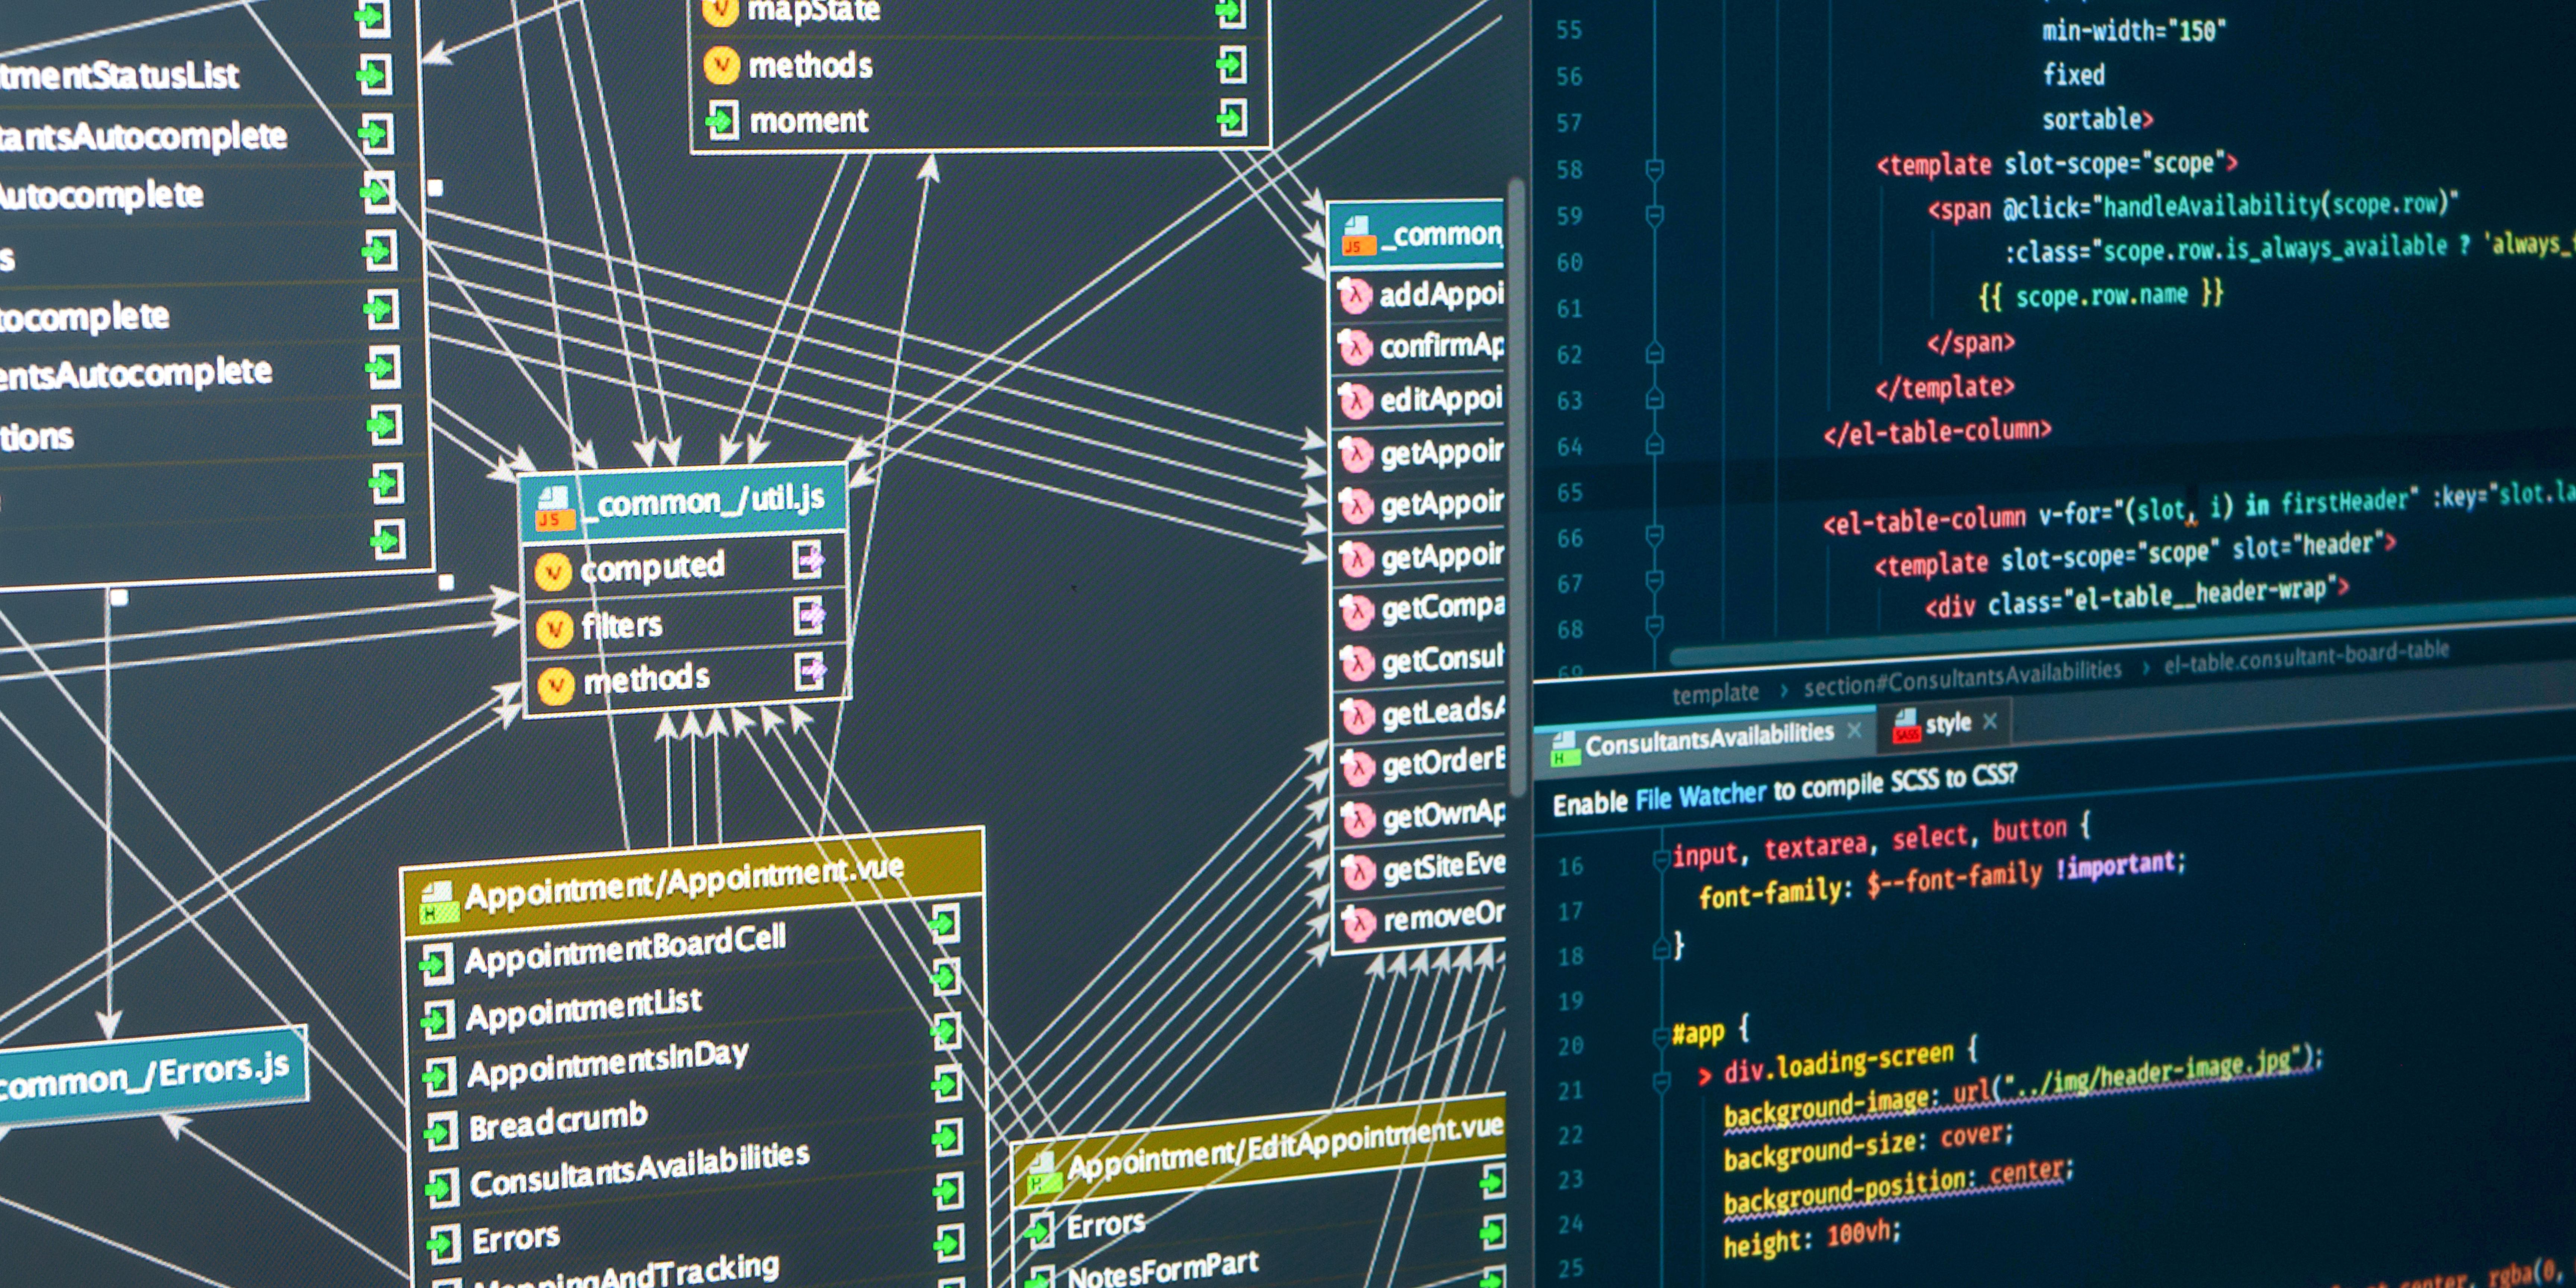 tmentStatusList
tantsAutocomplete
Autocomplete
s
tocomplete
entsAutocomplete
tions
mapState
methods
moment
_common_/util.js
computed
filters
methods
_common
addAppoi
confirmAp
editAppoi
getAppoir
getAppoir
getAppoir
getCompa
getConsul
getLeadsA
getOrderE
getOwnAp
getSiteEve
removeOr
common_/Errors.js
Appointment/Appointment.vue
AppointmentBoardCell
AppointmentList
AppointmentsInDay
Breadcrumb
ConsultantsAvailabilities
Errors
MappingAndTracking
Appointment/EditAppointment.vue
Errors
NotesFormPart
55 min-width="150"
56 fixed
57 sortable>
58 <template slot-scope="scope">
59 <span @click="handleAvailability(scope.row)"
60 :class="scope.row.is_always_available ? 'always_
61 {{ scope.row.name }}
62 </span>
63 </template>
64 </el-table-column>
65
66 <el-table-column v-for="(slot, i) in firstHeader" :key="slot.la
67 <template slot-scope="scope" slot="header">
68 <div class="el-table__header-wrap">
69
template > section#ConsultantsAvailabilities > el-table.consultant-board-table
ConsultantsAvailabilities × style ×
Enable File Watcher to compile SCSS to CSS?
16 input, textarea, select, button {
17 font-family: $--font-family !important;
18 }
19
20 #app {
21 > div.loading-screen {
22 background-image: url("../img/header-image.jpg");
23 background-size: cover;
24 background-position: center;
25 height: 100vh;
center, rgba(0,